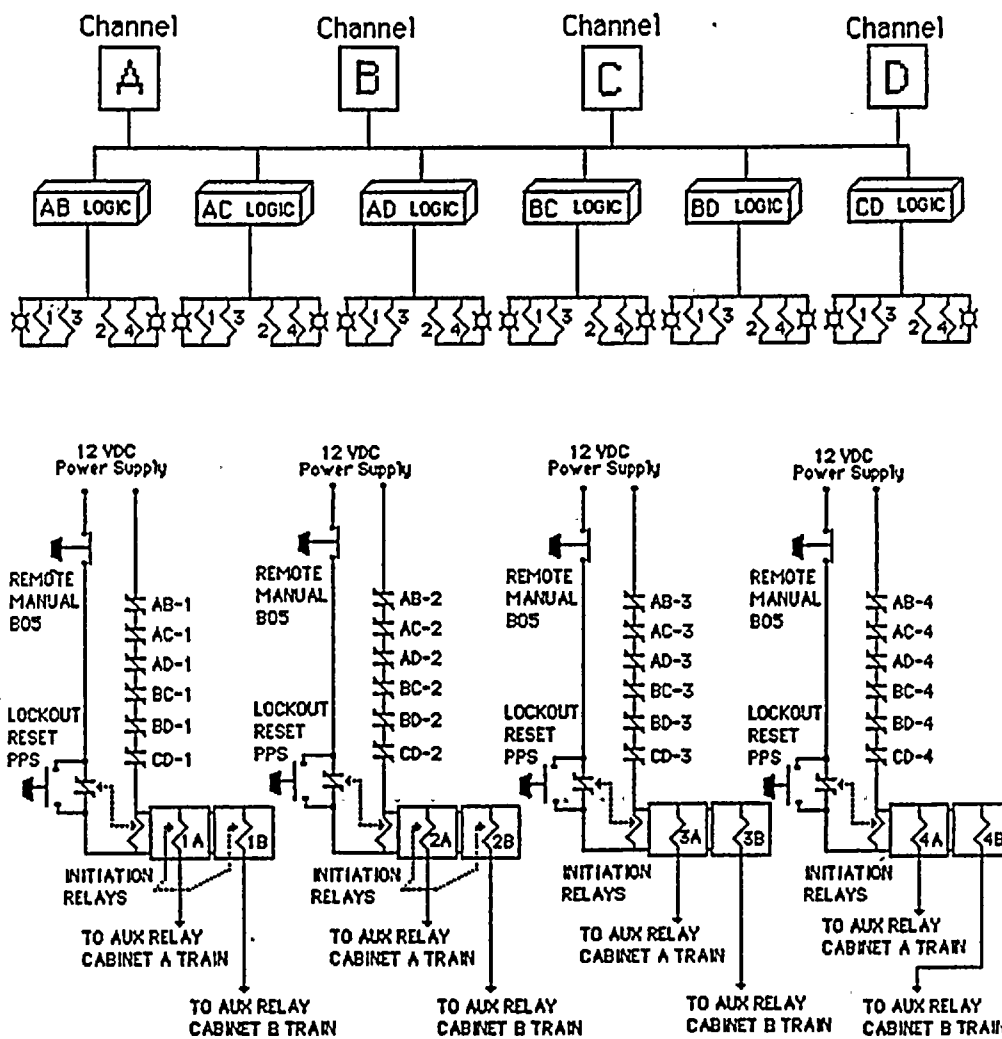 Channel Channel Channel Channel
A B C D
AB LOGIC AC LOGIC AD LOGIC BC LOGIC BD LOGIC CD LOGIC
1 3 2 4 1 3 2 4 1 3 2 4 1 3 2 4 1 3 2 4 1 3 2 4
12 VDC
Power Supply
REMOTE
MANUAL
B05
AB-1
AC-1
AD-1
BC-1
BD-1
CD-1
LOCKOUT
RESET
PPS
1A 1B
INITIATION
RELAYS
TO AUX RELAY
CABINET A TRAIN
TO AUX RELAY
CABINET B TRAIN
12 VDC
Power Supply
REMOTE
MANUAL
B05
AB-2
AC-2
AD-2
BC-2
BD-2
CD-2
LOCKOUT
RESET
PPS
2A 2B
INITIATION
RELAYS
TO AUX RELAY
CABINET A TRAIN
TO AUX RELAY
CABINET B TRAIN
12 VDC
Power Supply
REMOTE
MANUAL
B05
AB-3
AC-3
AD-3
BC-3
BD-3
CD-3
LOCKOUT
RESET
PPS
3A 3B
INITIATION
RELAYS
TO AUX RELAY
CABINET A TRAIN
TO AUX RELAY
CABINET B TRAIN
12 VDC
Power Supply
REMOTE
MANUAL
B05
AB-4
AC-4
AD-4
BC-4
BD-4
CD-4
LOCKOUT
RESET
PPS
4A 4B
INITIATION
RELAYS
TO AUX RELAY
CABINET A TRAIN
TO AUX RELAY
CABINET B TRAIN